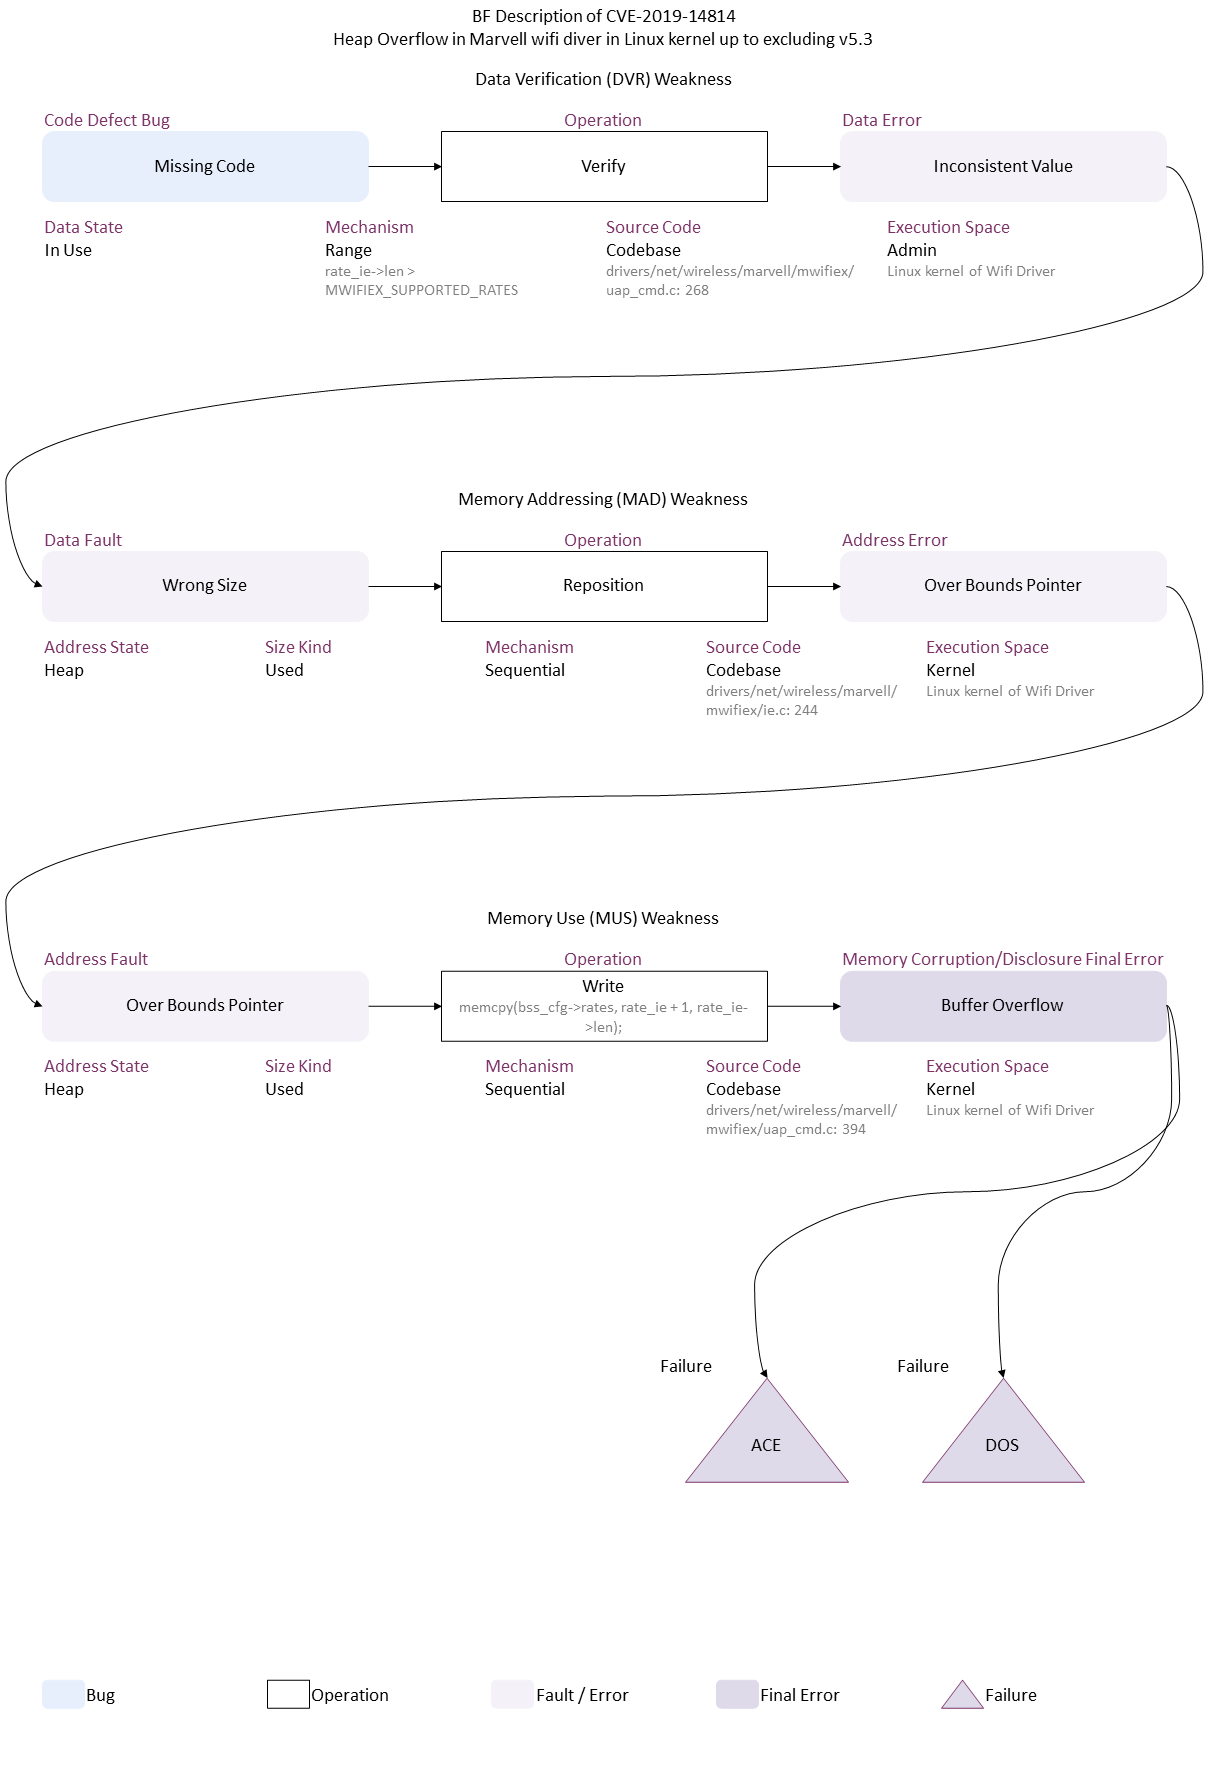 BF Description of CVE-2019-14814
Heap Overflow in Marvell wifi diver in Linux kernel up to excluding v5.3
Data Verification (DVR) Weakness
Code Defect Bug
Operation
Data Error
Missing Code
Verify
Inconsistent Value
Data State
Mechanism
Source Code
Execution Space
In Use
Range
Codebase
Admin
rate_ie->len >
drivers/net/wireless/marvell/mwifiex/
Linux kernel of Wifi Driver
MWIFIEX_SUPPORTED_RATES
uap_cmd.c: 268
Memory Addressing (MAD) Weakness
Data Fault
Operation
Address Error
Wrong Size
Reposition
Over Bounds Pointer
Address State
Size Kind
Mechanism
Source Code
Execution Space
Heap
Used
Sequential
Codebase
Kernel
drivers/net/wireless/marvell/
Linux kernel of Wifi Driver
mwifiex/ie.c: 244
Memory Use (MUS) Weakness
Address Fault
Operation
Memory Corruption/Disclosure Final Error
Over Bounds Pointer
Write
memcpy(bss_cfg->rates, rate_ie + 1, rate_ie-
>len);
Buffer Overflow
Address State
Size Kind
Mechanism
Source Code
Execution Space
Heap
Used
Sequential
Codebase
Kernel
drivers/net/wireless/marvell/
Linux kernel of Wifi Driver
mwifiex/uap_cmd.c: 394
Failure
Failure
ACE
DOS
Bug
Operation
Fault / Error
Final Error
Failure